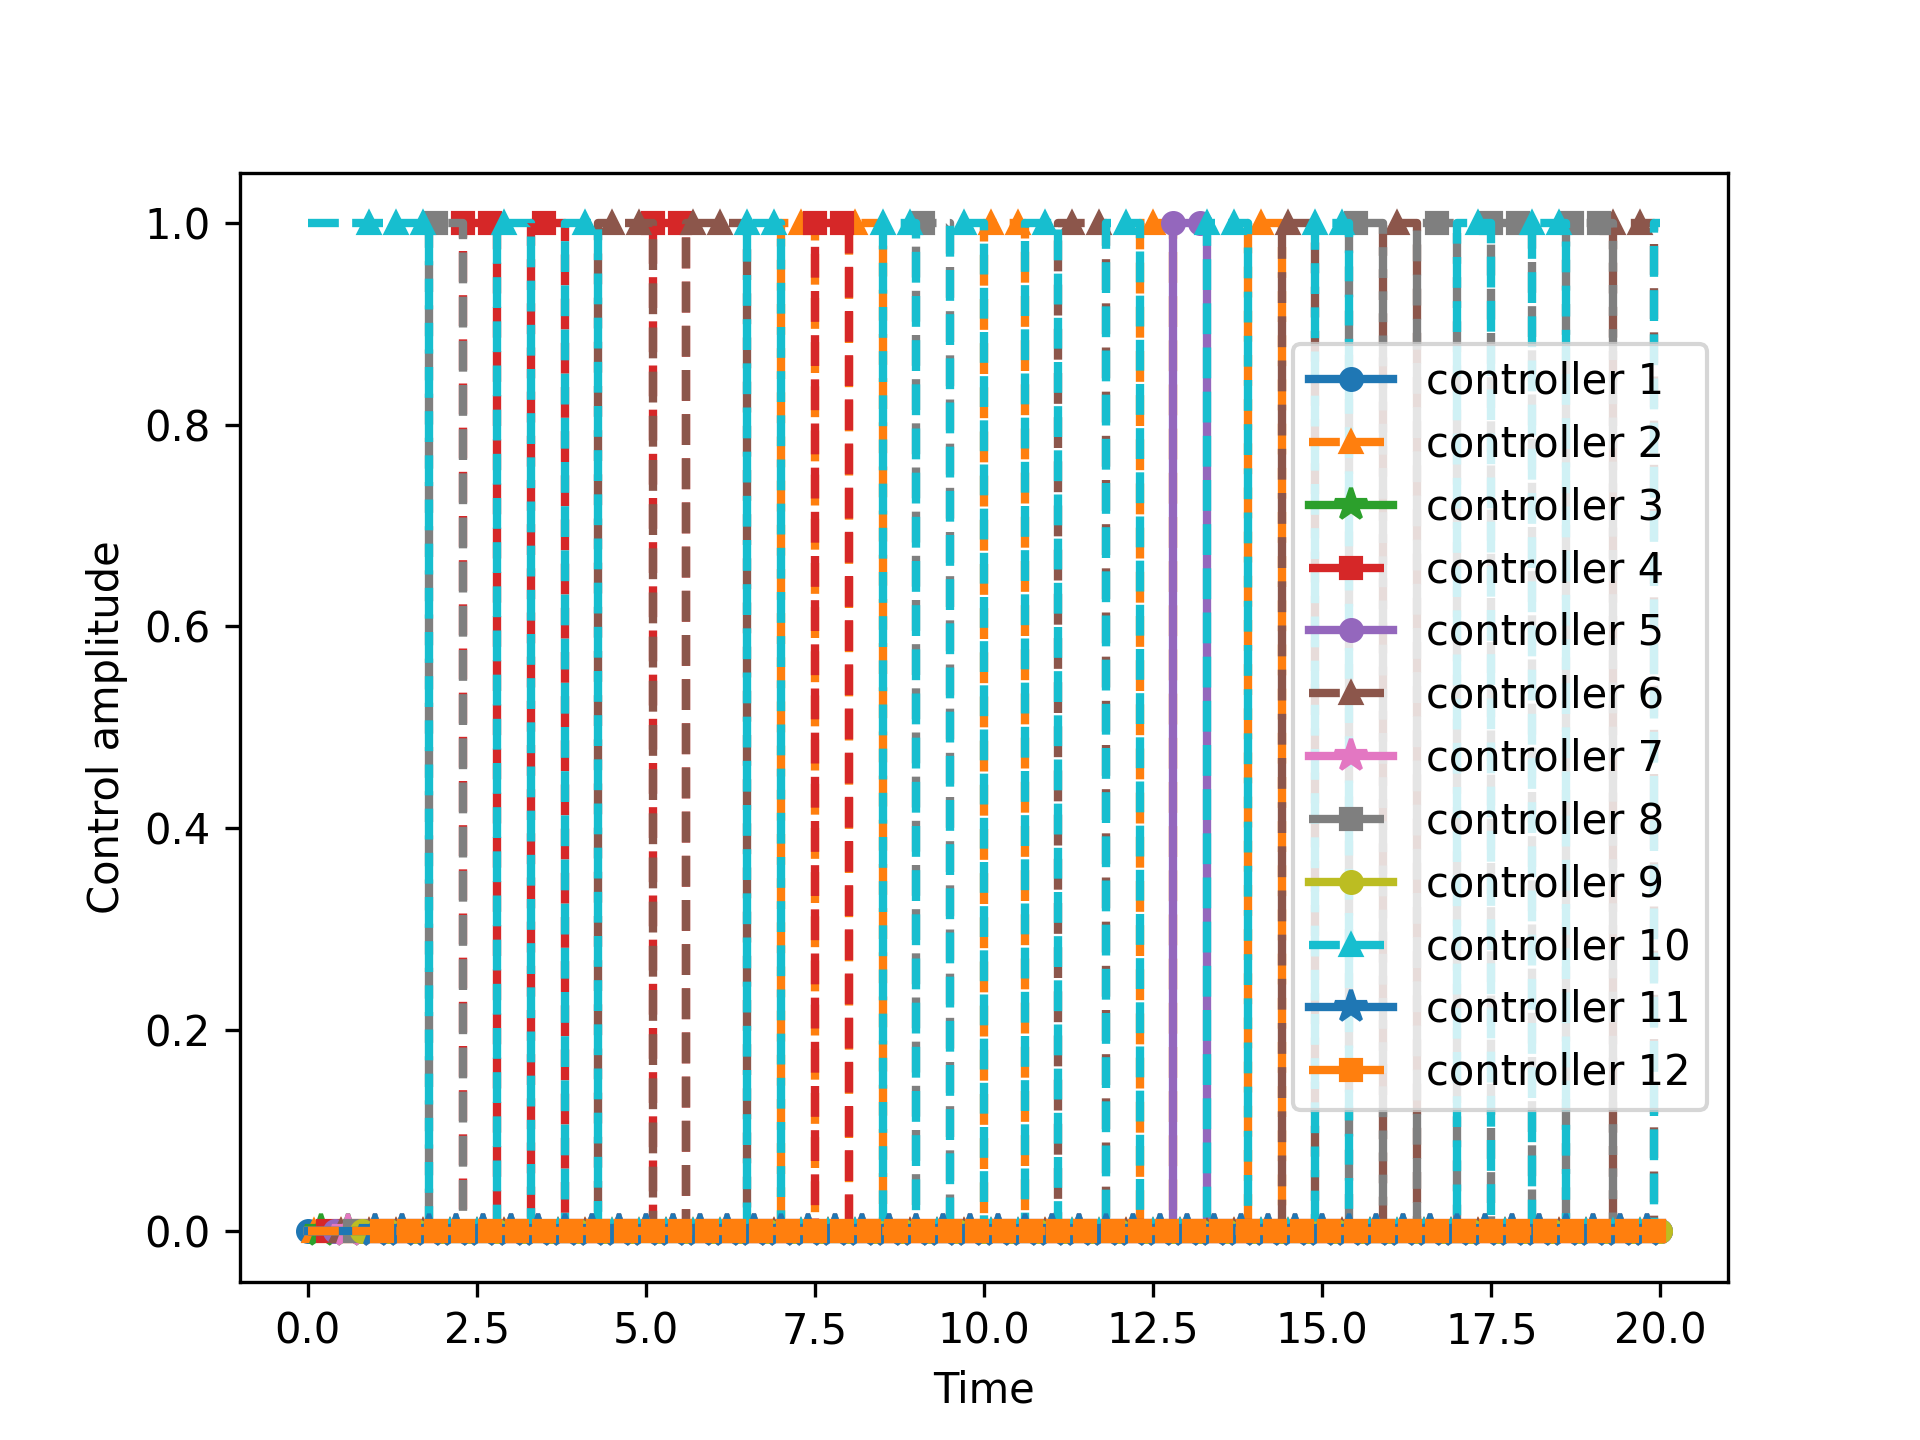 Control amplitude
1.0
0.8
0.6
0.4
0.2
0.0
controller 1
controller 2
controller 3
controller 4
controller 5
controller 6
controller 7
controller 8
controller 9
controller 10
controller 11
controller 12
0.0 2.5 5.0 7.5 10.0 12.5 15.0 17.5 20.0
Time